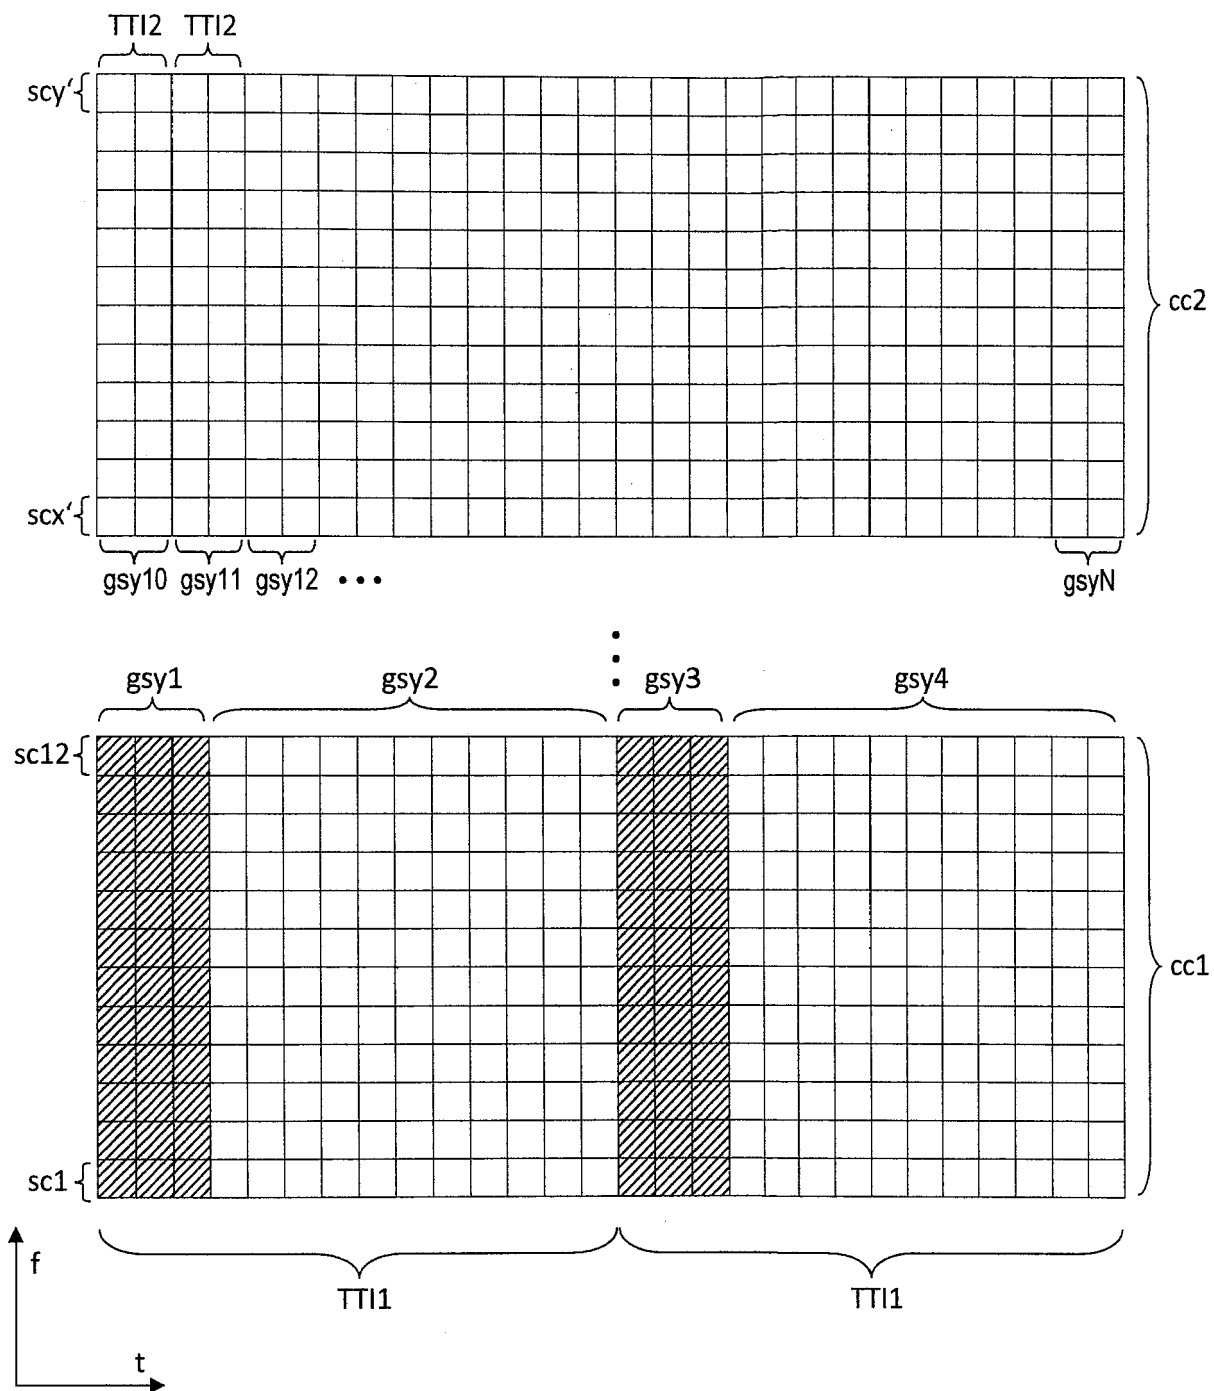 TTI2 TTI2
scy'
cc2
scx'
gsy10 gsy11 gsy12 ••• gsyN
gsy1 gsy2 gsy3 gsy4
sc12
cc1
sc1
TTI1 TTI1
f
t